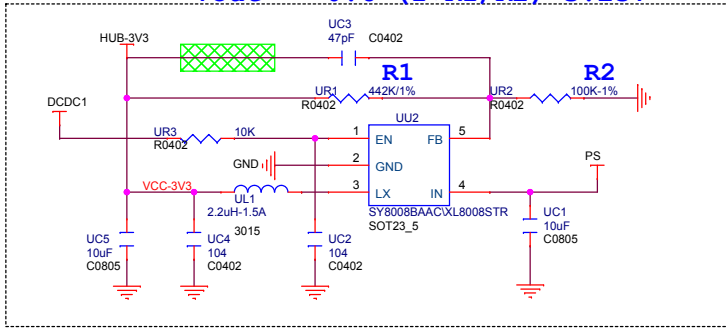 UC3
47pF C0402
HUB-3V3
R1
R2
UR1 442K/1%
R0402
UR2 100K-1%
R0402
DCDC1
UU2
UR3 10K
R0402
1 EN FB 5
GND 2 GND
PS
VCC-3V3
3 LX IN 4
UL1
2.2uH-1.5A
3015
SY8008BAAC\XL8008STR
SOT23_5
UC5
10uF
C0805
UC4
104
C0402
UC2
104
C0402
UC1
10uF
C0805